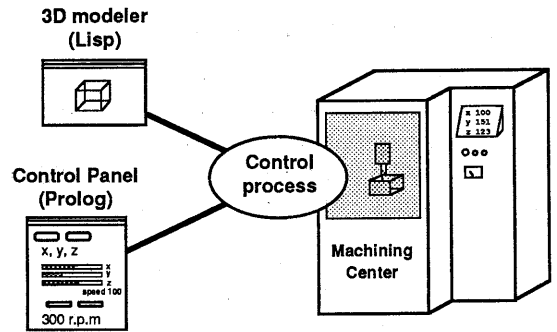 3D modeler
(Lisp)
Control Panel
(Prolog)
x, y, z
x
y
z
speed 100
300 r.p.m
Control
process
Machining
Center
x 100
y 151
z 123